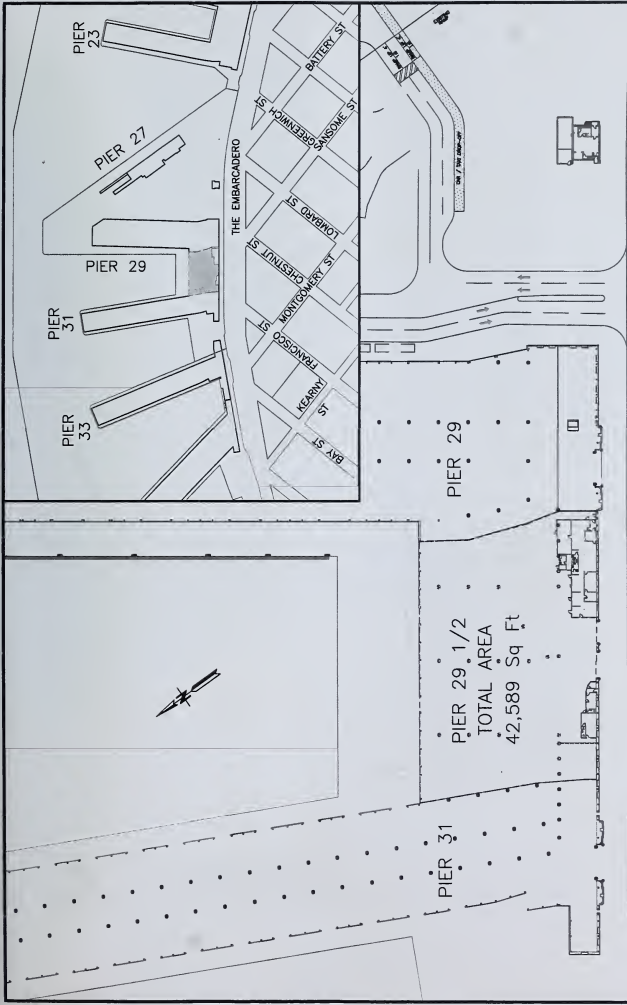 PIER
23
PIER 27
PIER 29
PIER
31
PIER
33
THE EMBARCADERO
BATTERY ST
GREENWICH
ST
SANSOME ST
LOMBARD ST
CHESTNUT ST
MONTGOMERY ST
FRANCISCO
ST
KEARNY
ST
BAY ST
PIER 29
PIER 29 1/2
TOTAL AREA
42,589 Sq Ft
PIER 31
N